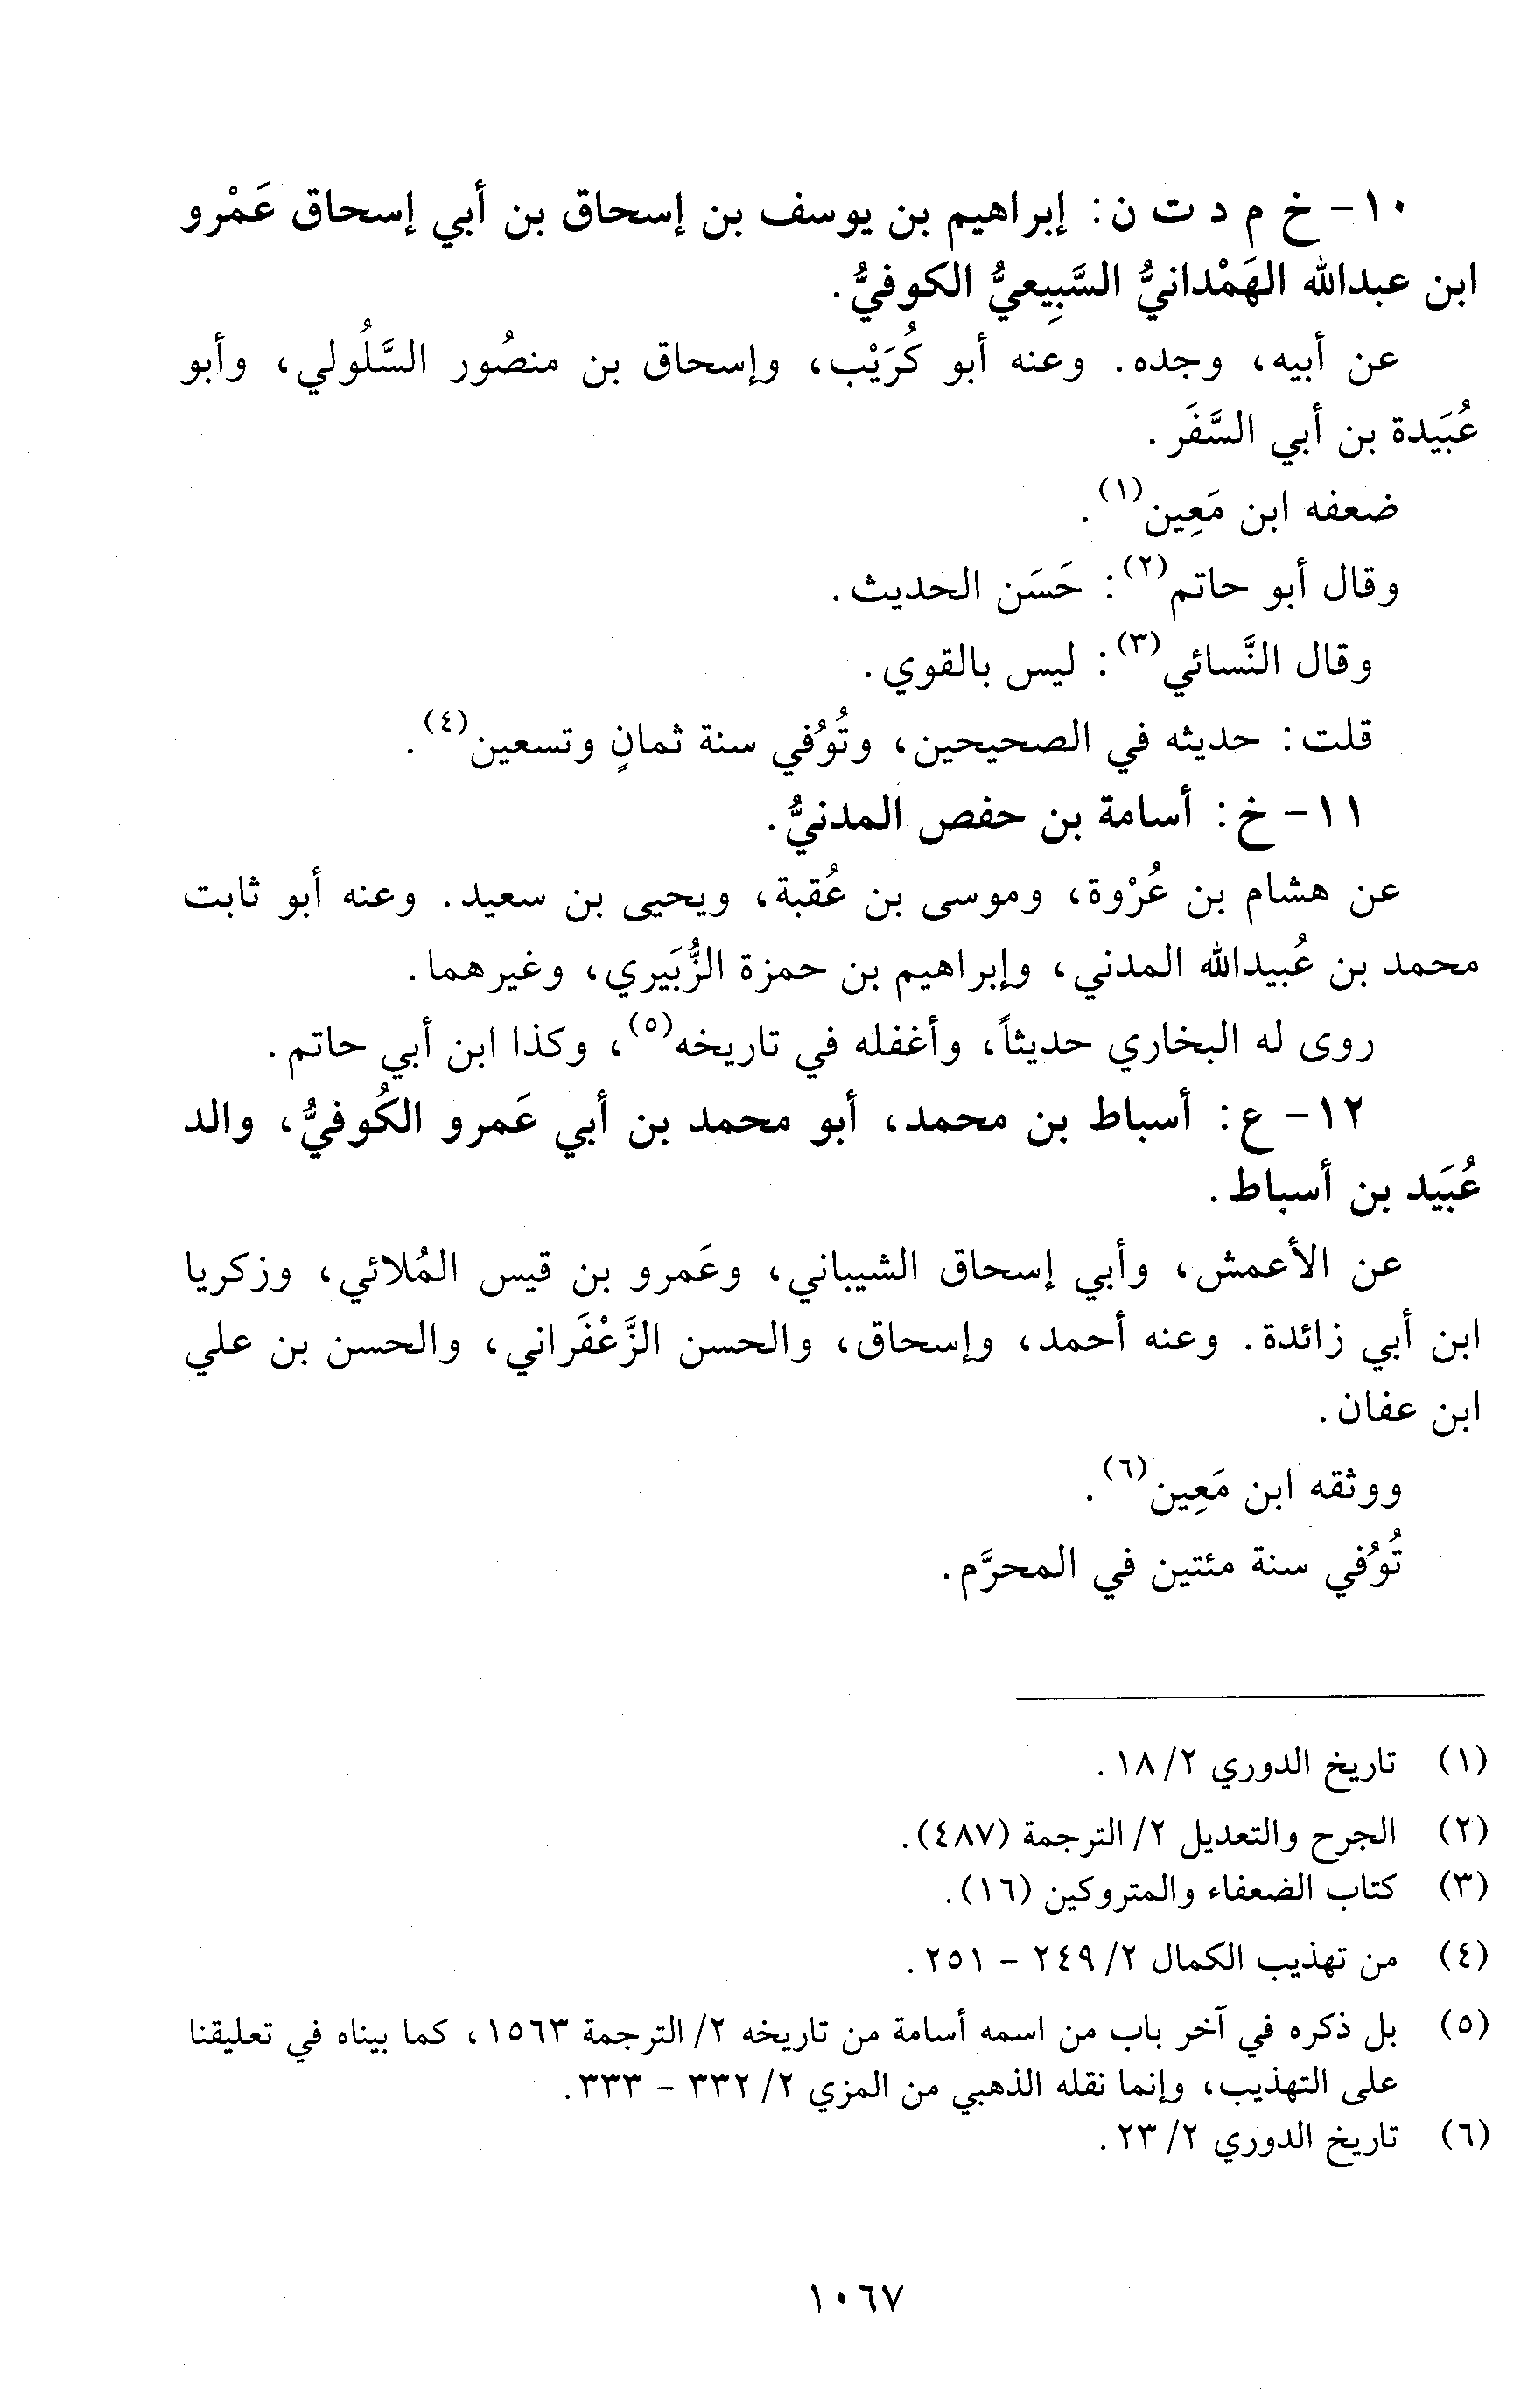 ١٠- خ م د ت ن: إبراهيم بن يوسف بن إسحاق بن أبي إسحاق عَمْرو
ابن عبدالله الهَمْدانيُّ السَّبِيعيُّ الكوفيُّ.
عن أبيه، وجده. وعنه أبو كُرَيْب، وإسحاق بن منصُور السَّلُولي، وأبو
عُبَيدة بن أبي السَّفَر.
ضعفه ابن مَعِين(١).
وقال أبو حاتم(٢): حَسَن الحديث.
وقال النَّسائي(٣): ليس بالقوي.
قلت: حديثه في الصحيحين، وتُوُفي سنة ثمانٍ وتسعين(٤).
١١- خ: أسامة بن حفص المدنيُّ.
عن هشام بن عُرْوة، وموسى بن عُقبة، ويحيى بن سعيد. وعنه أبو ثابت
محمد بن عُبيدالله المدني، وإبراهيم بن حمزة الزُّبَيري، وغيرهما.
روى له البخاري حديثاً، وأغفله في تاريخه(٥)، وكذا ابن أبي حاتم.
١٢- ع: أسباط بن محمد، أبو محمد بن أبي عَمرو الكُوفيُّ، والد
عُبَيد بن أسباط.
عن الأعمش، وأبي إسحاق الشيباني، وعَمرو بن قيس المُلائي، وزكريا
ابن أبي زائدة. وعنه أحمد، وإسحاق، والحسن الزَّعْفَراني، والحسن بن علي
ابن عفان.
ووثقه ابن مَعِين(٦).
تُوُفي سنة مئتين في المحرَّم.
(١) تاريخ الدوري ٢/ ١٨.
(٢) الجرح والتعديل ٢/ الترجمة (٤٨٧).
(٣) كتاب الضعفاء والمتروكين (١٦).
(٤) من تهذيب الكمال ٢/ ٢٤٩ - ٢٥١.
(٥) بل ذكره في آخر باب من اسمه أسامة من تاريخه ٢/ الترجمة ١٥٦٣، كما بيناه في تعليقنا
على التهذيب، وإنما نقله الذهبي من المزي ٢/ ٣٣٢ - ٣٣٣.
(٦) تاريخ الدوري ٢/ ٢٣.
١٠٦٧